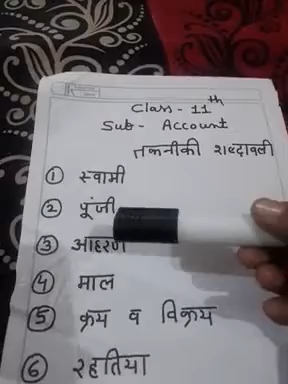 Class - 11th
Sub - Account
तकनीकी शब्दावली
① स्वामी
② पूंजी
③ आहरण
④ माल
⑤ क्रय व विक्रय
⑥ रहतिया